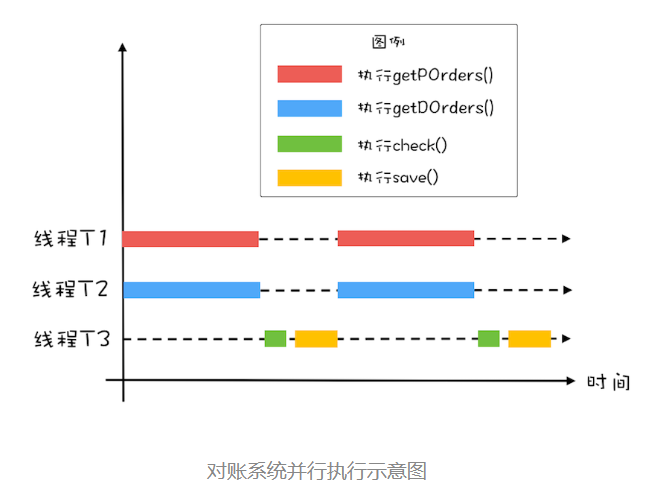 图例
执行getPOrders()
执行getDOrders()
执行check()
执行save()
线程T1
线程T2
线程T3
时间
对账系统并行执行示意图